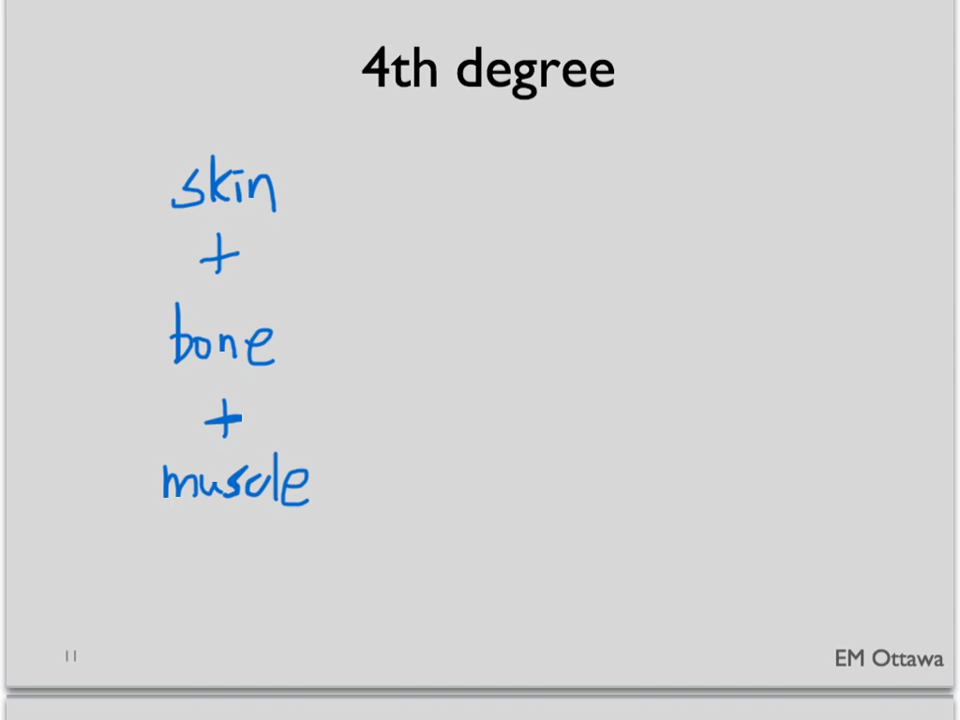 4th degree
skin
+
bone
+
muscle
11
EM Ottawa